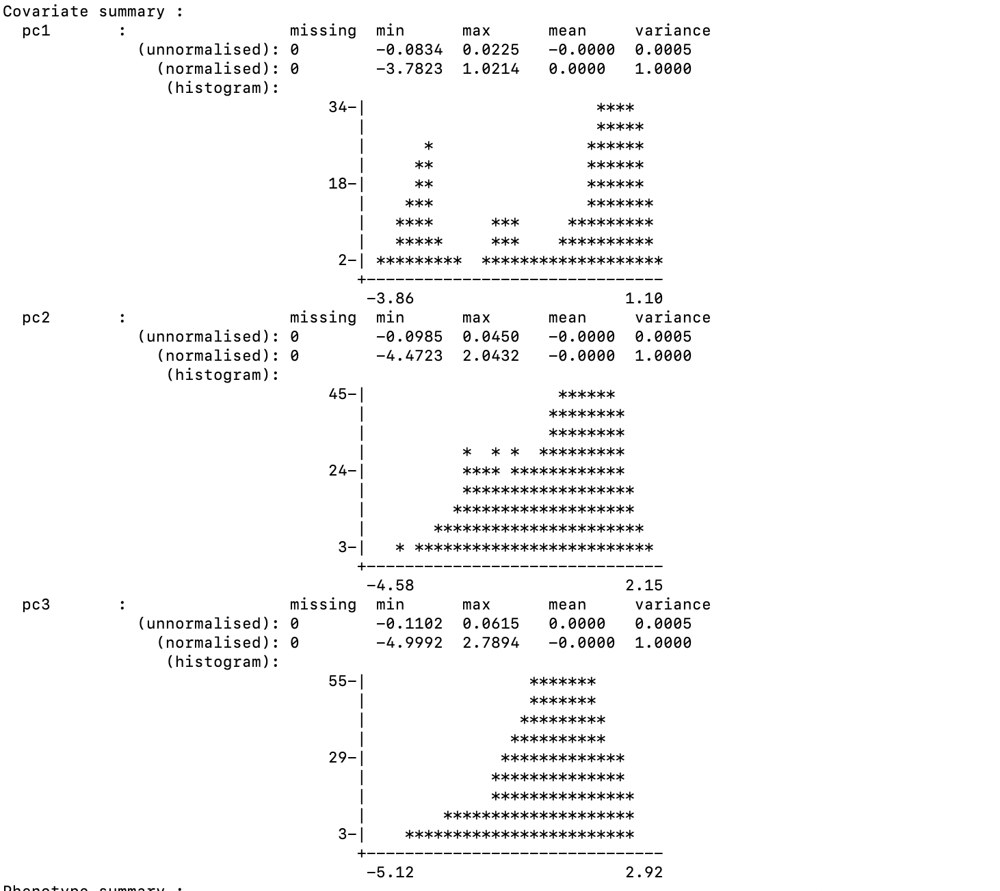 Covariate summary :
  pc1       :                 missing  min      max      mean     variance
              (unnormalised): 0        -0.0834  0.0225   -0.0000  0.0005
                (normalised): 0        -3.7823  1.0214   0.0000   1.0000
                 (histogram):
                                  34-|                        ****
                                     |                        *****
                                     |      *                ******
                                     |     **                ******
                                  18-|     **                ******
                                     |    ***                *******
                                     |   ****      ***     *********
                                     |   *****     ***    **********
                                   2-| *********  *******************
                                     +-------------------------------
                                      -3.86                      1.10
  pc2       :                 missing  min      max      mean     variance
              (unnormalised): 0        -0.0985  0.0450   -0.0000  0.0005
                (normalised): 0        -4.4723  2.0432   -0.0000  1.0000
                 (histogram):
                                  45-|                    ******
                                     |                   ********
                                     |                   ********
                                     |          *  * *  *********
                                  24-|          **** ************
                                     |          ******************
                                     |         *******************
                                     |       **********************
                                   3-|   * *************************
                                     +-------------------------------
                                      -4.58                      2.15
  pc3       :                 missing  min      max      mean     variance
              (unnormalised): 0        -0.1102  0.0615   0.0000   0.0005
                (normalised): 0        -4.9992  2.7894   -0.0000  1.0000
                 (histogram):
                                  55-|                 *******
                                     |                 *******
                                     |                *********
                                     |               **********
                                  29-|              *************
                                     |             **************
                                     |             ***************
                                     |        ********************
                                   3-|    ************************
                                     +-------------------------------
                                      -5.12                      2.92
Phenotype summary :